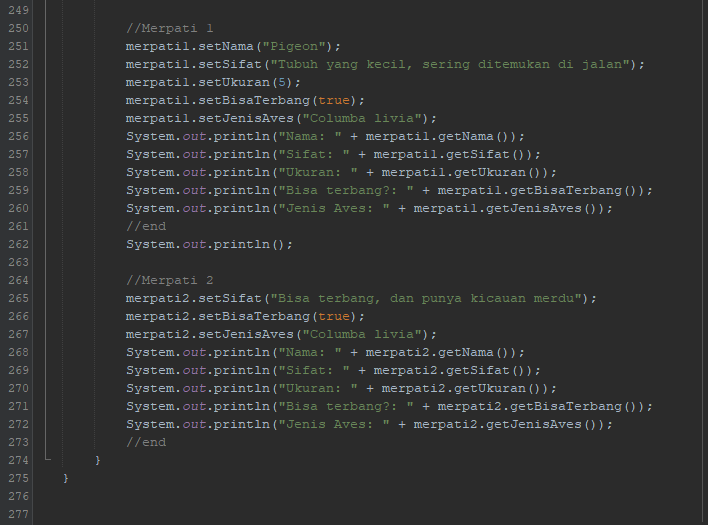 249
250 //Merpati 1
251 merpati1.setNama("Pigeon");
252 merpati1.setSifat("Tubuh yang kecil, sering ditemukan di jalan");
253 merpati1.setUkuran(5);
254 merpati1.setBisaTerbang(true);
255 merpati1.setJenisAves("Columba livia");
256 System.out.println("Nama: " + merpati1.getNama());
257 System.out.println("Sifat: " + merpati1.getSifat());
258 System.out.println("Ukuran: " + merpati1.getUkuran());
259 System.out.println("Bisa terbang?: " + merpati1.getBisaTerbang());
260 System.out.println("Jenis Aves: " + merpati1.getJenisAves());
261 //end
262 System.out.println();
263
264 //Merpati 2
265 merpati2.setSifat("Bisa terbang, dan punya kicauan merdu");
266 merpati2.setBisaTerbang(true);
267 merpati2.setJenisAves("Columba livia");
268 System.out.println("Nama: " + merpati2.getNama());
269 System.out.println("Sifat: " + merpati2.getSifat());
270 System.out.println("Ukuran: " + merpati2.getUkuran());
271 System.out.println("Bisa terbang?: " + merpati2.getBisaTerbang());
272 System.out.println("Jenis Aves: " + merpati2.getJenisAves());
273 //end
274 }
275 }
276
277